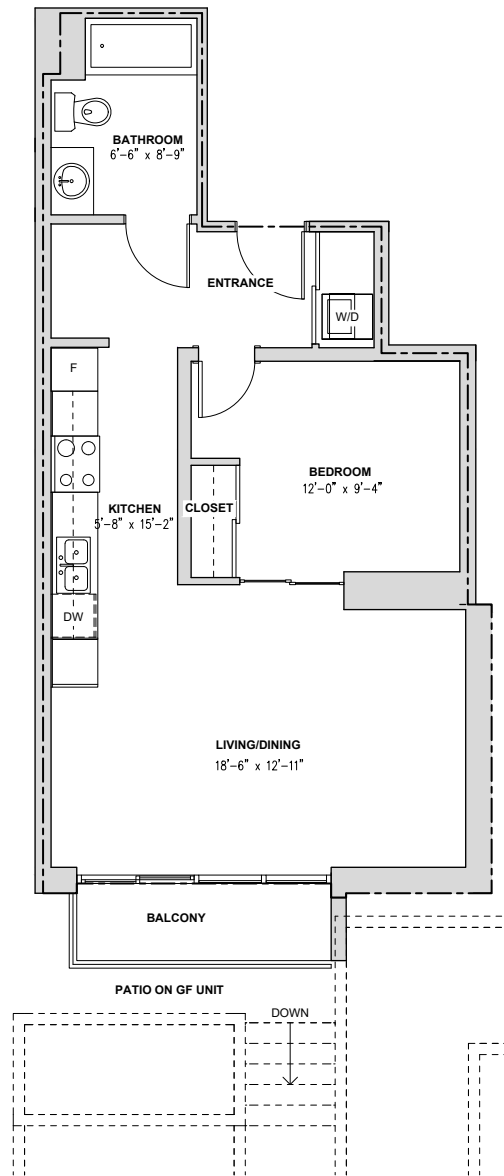 BATHROOM
6'-6" x 8'-9"
ENTRANCE
W/D
F
BEDROOM
12'-0" x 9'-4"
KITCHEN
5'-8" x 15'-2"
CLOSET
DW
LIVING/DINING
18'-6" x 12'-11"
BALCONY
PATIO ON GF UNIT
DOWN